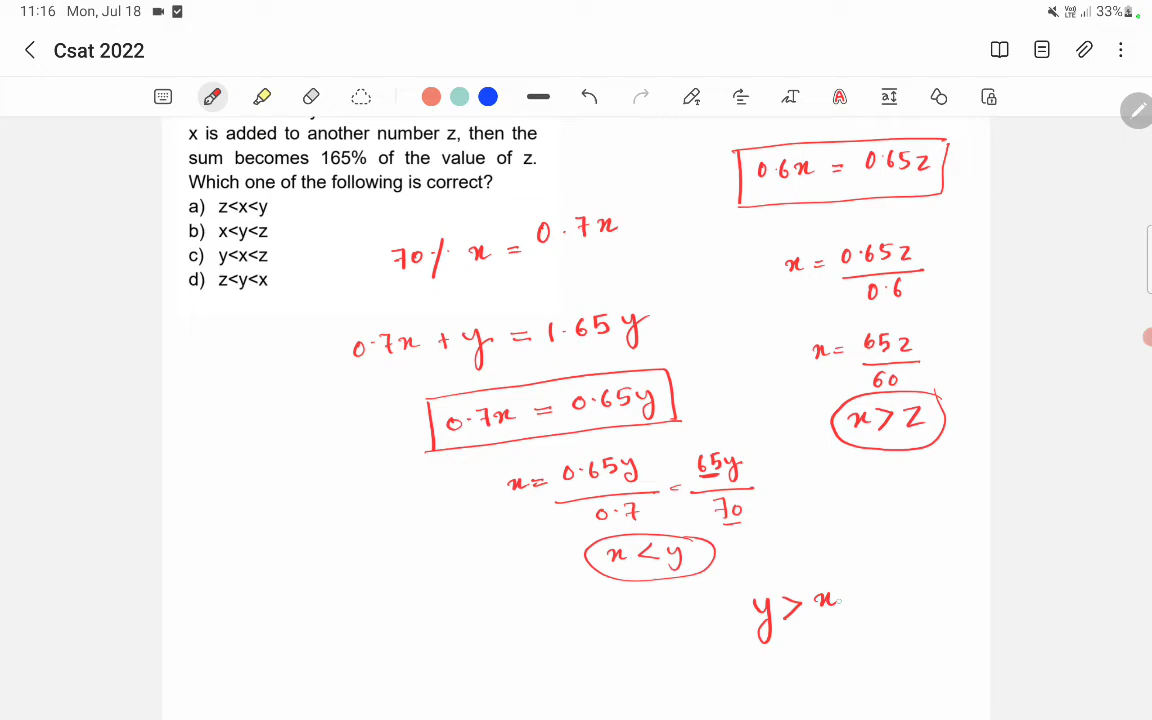 11:16 Mon, Jul 18
33%
Csat 2022
x is added to another number z, then the
sum becomes 165% of the value of z.
Which one of the following is correct?
a) z<x<y
b) x<y<z
c) y<x<z
d) z<y<x
70% x = 0.7x
0.7x + y = 1.65y
0.7x = 0.65y
x = 0.65y / 0.7 = 65y / 70
x < y
0.6x = 0.65z
x = 0.65z / 0.6
x = 65z / 60
x > z
y > x